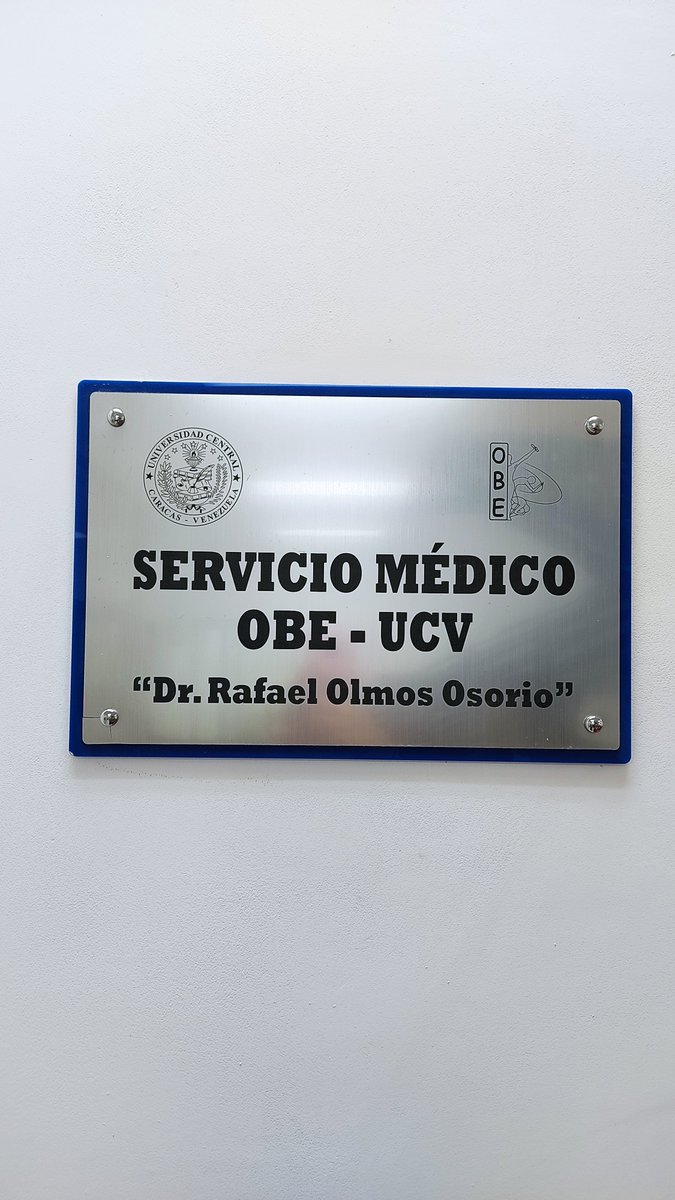 UNIVERSIDAD CENTRAL
CARACAS - VENEZUELA
OBE
SERVICIO MÉDICO
OBE - UCV
“Dr. Rafael Olmos Osorio”